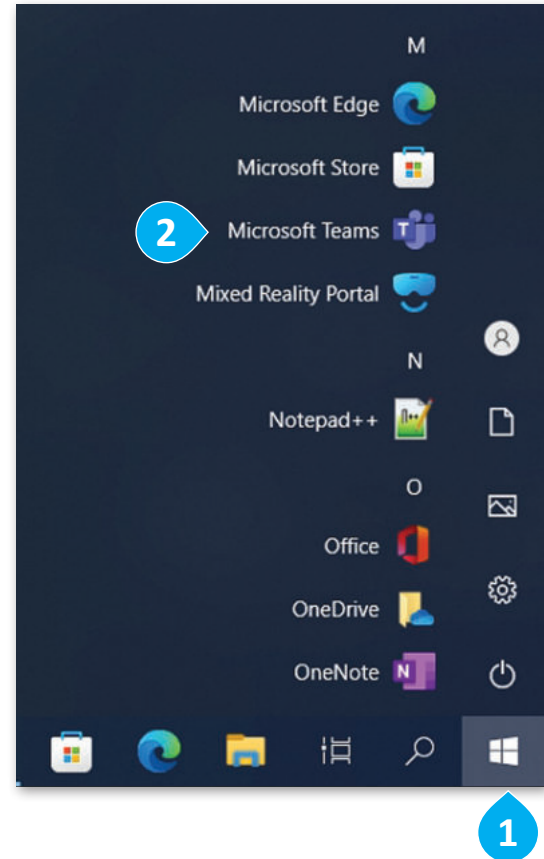 M
Microsoft Edge
Microsoft Store
2
Microsoft Teams
Mixed Reality Portal
N
Notepad++
O
Office
OneDrive
OneNote
1